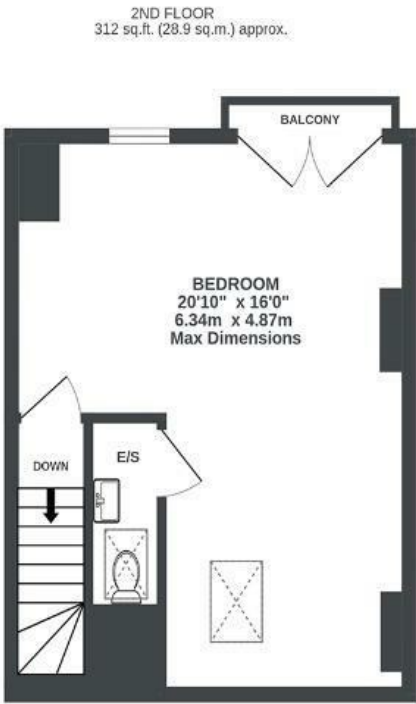 2ND FLOOR
312 sq.ft. (28.9 sq.m.) approx.
BALCONY
BEDROOM
20'10" x 16'0"
6.34m x 4.87m
Max Dimensions
DOWN
E/S